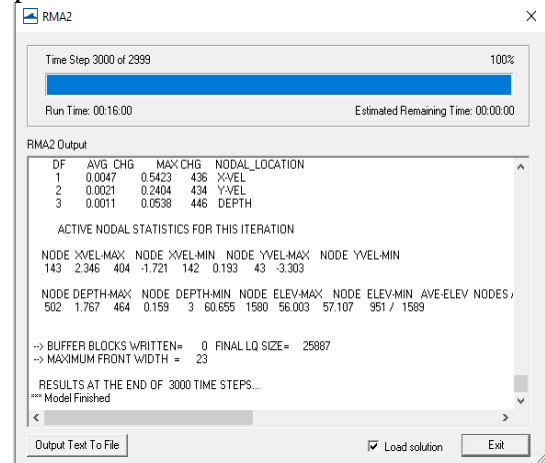 RMA2
Time Step 3000 of 2999 100%
Run Time: 00:16:00 Estimated Remaining Time: 00:00:00
RMA2 Output
DF AVG CHG MAX CHG NODAL_LOCATION
1 0.0047 0.5423 436 X-VEL
2 0.0021 0.2404 434 Y-VEL
3 0.0011 0.0538 446 DEPTH
ACTIVE NODAL STATISTICS FOR THIS ITERATION
NODE XVEL-MAX NODE XVEL-MIN NODE YVEL-MAX NODE YVEL-MIN
143 2.346 404 -1.721 142 0.193 43 -3.303
NODE DEPTH-MAX NODE DEPTH-MIN NODE ELEV-MAX NODE ELEV-MIN AVE-ELEV NODES
502 1.767 464 0.159 3 60.655 1580 56.003 57.107 951 / 1589
--> BUFFER BLOCKS WRITTEN= 0 FINAL LQ SIZE= 25887
--> MAXIMUM FRONT WIDTH = 23
RESULTS AT THE END OF 3000 TIME STEPS...
*** Model Finished
Output Text To File Load solution Exit